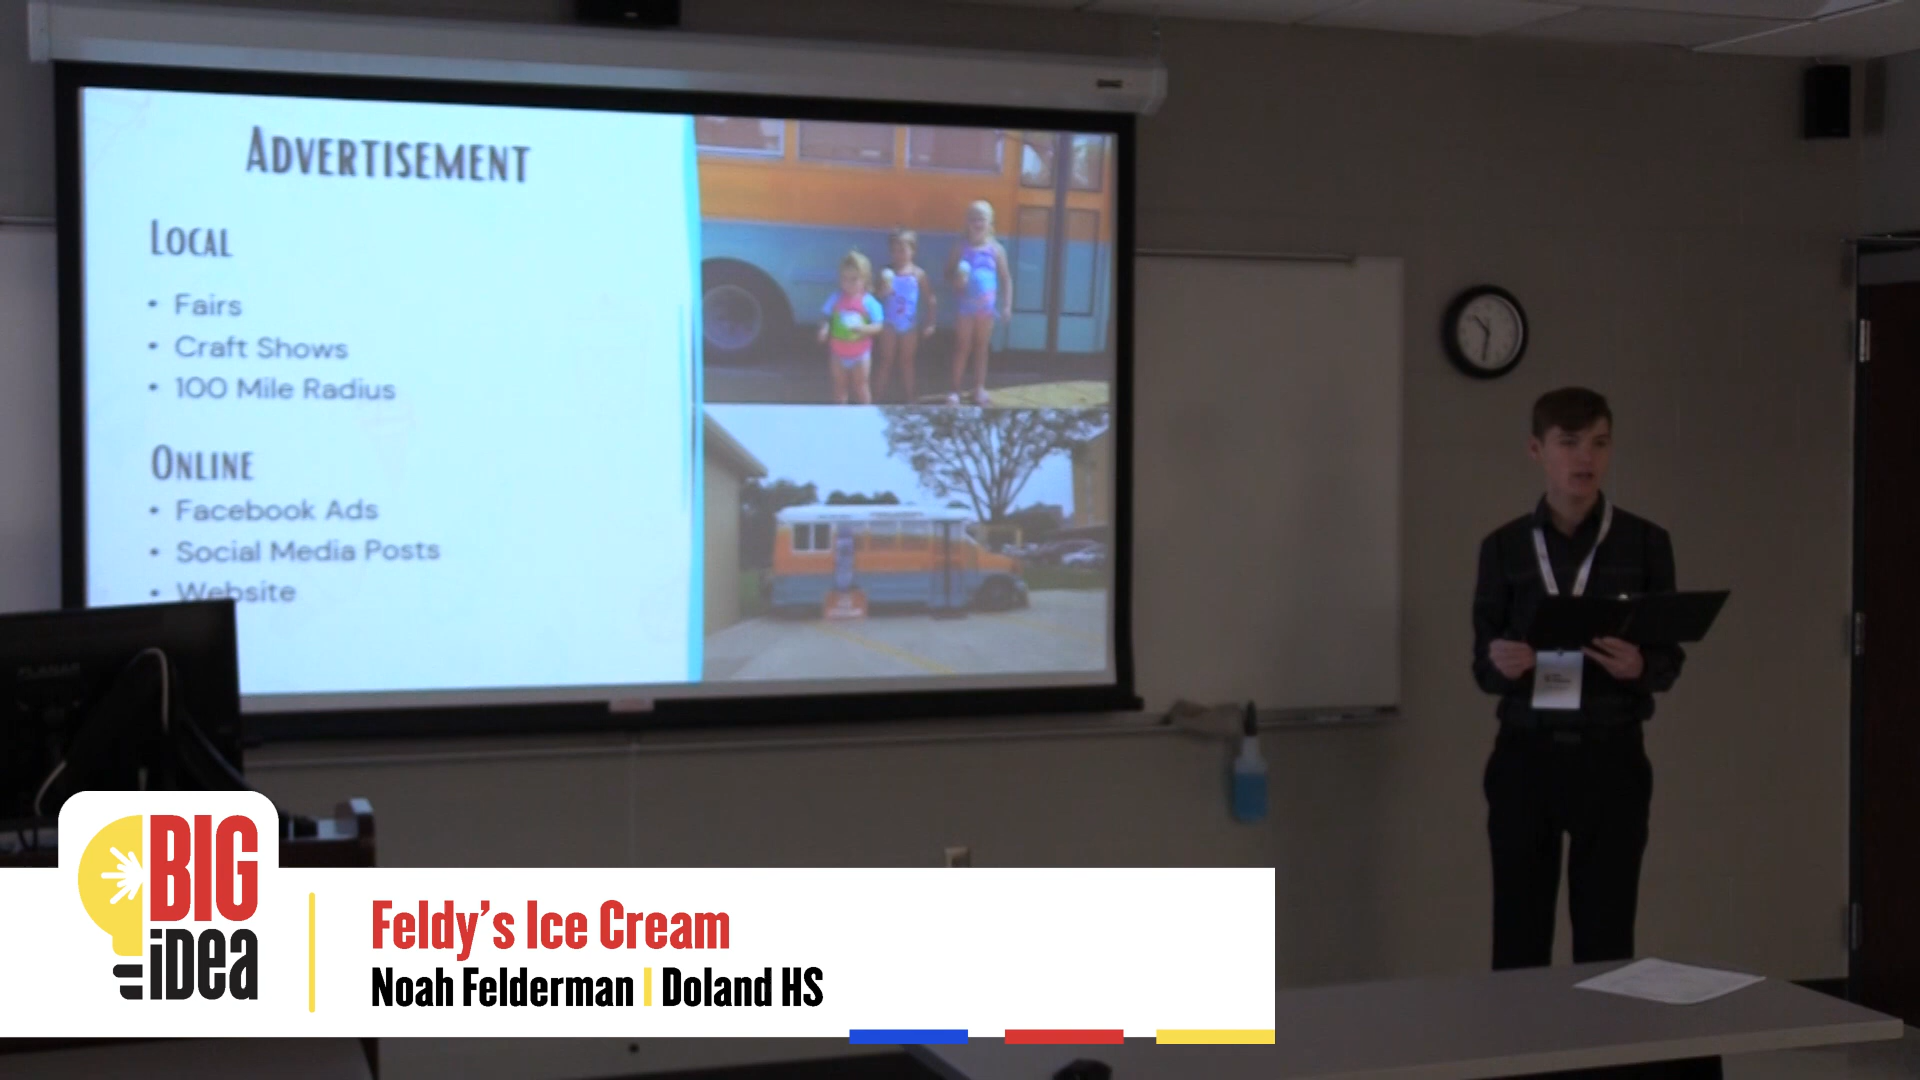 ADVERTISEMENT
LOCAL
• Fairs
• Craft Shows
• 100 Mile Radius
ONLINE
• Facebook Ads
• Social Media Posts
• Website
PLANAR
BIG
iDea
Feldy's Ice Cream
Noah Felderman | Doland HS